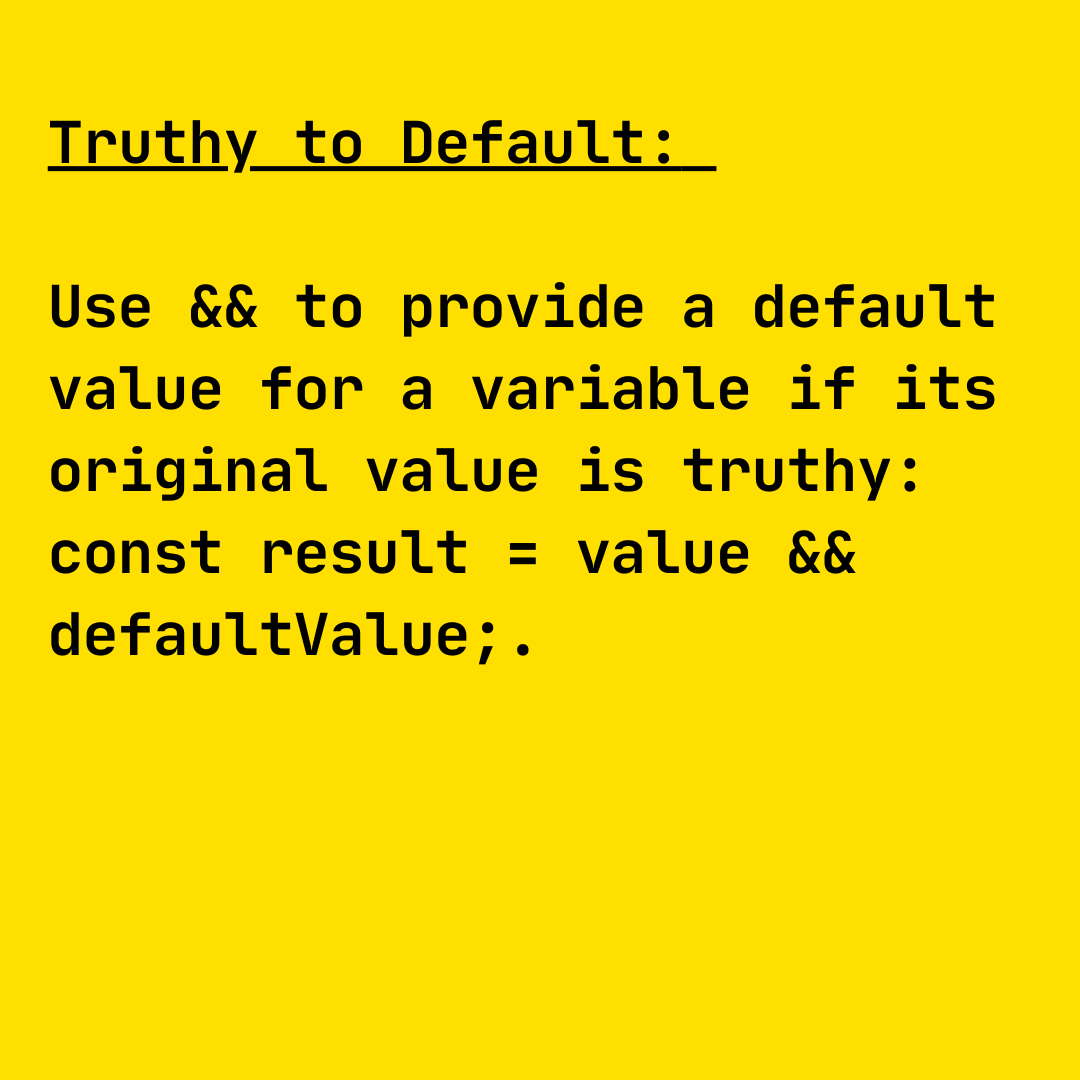 Truthy to Default:
Use && to provide a default
value for a variable if its
original value is truthy:
const result = value &&
defaultValue;.